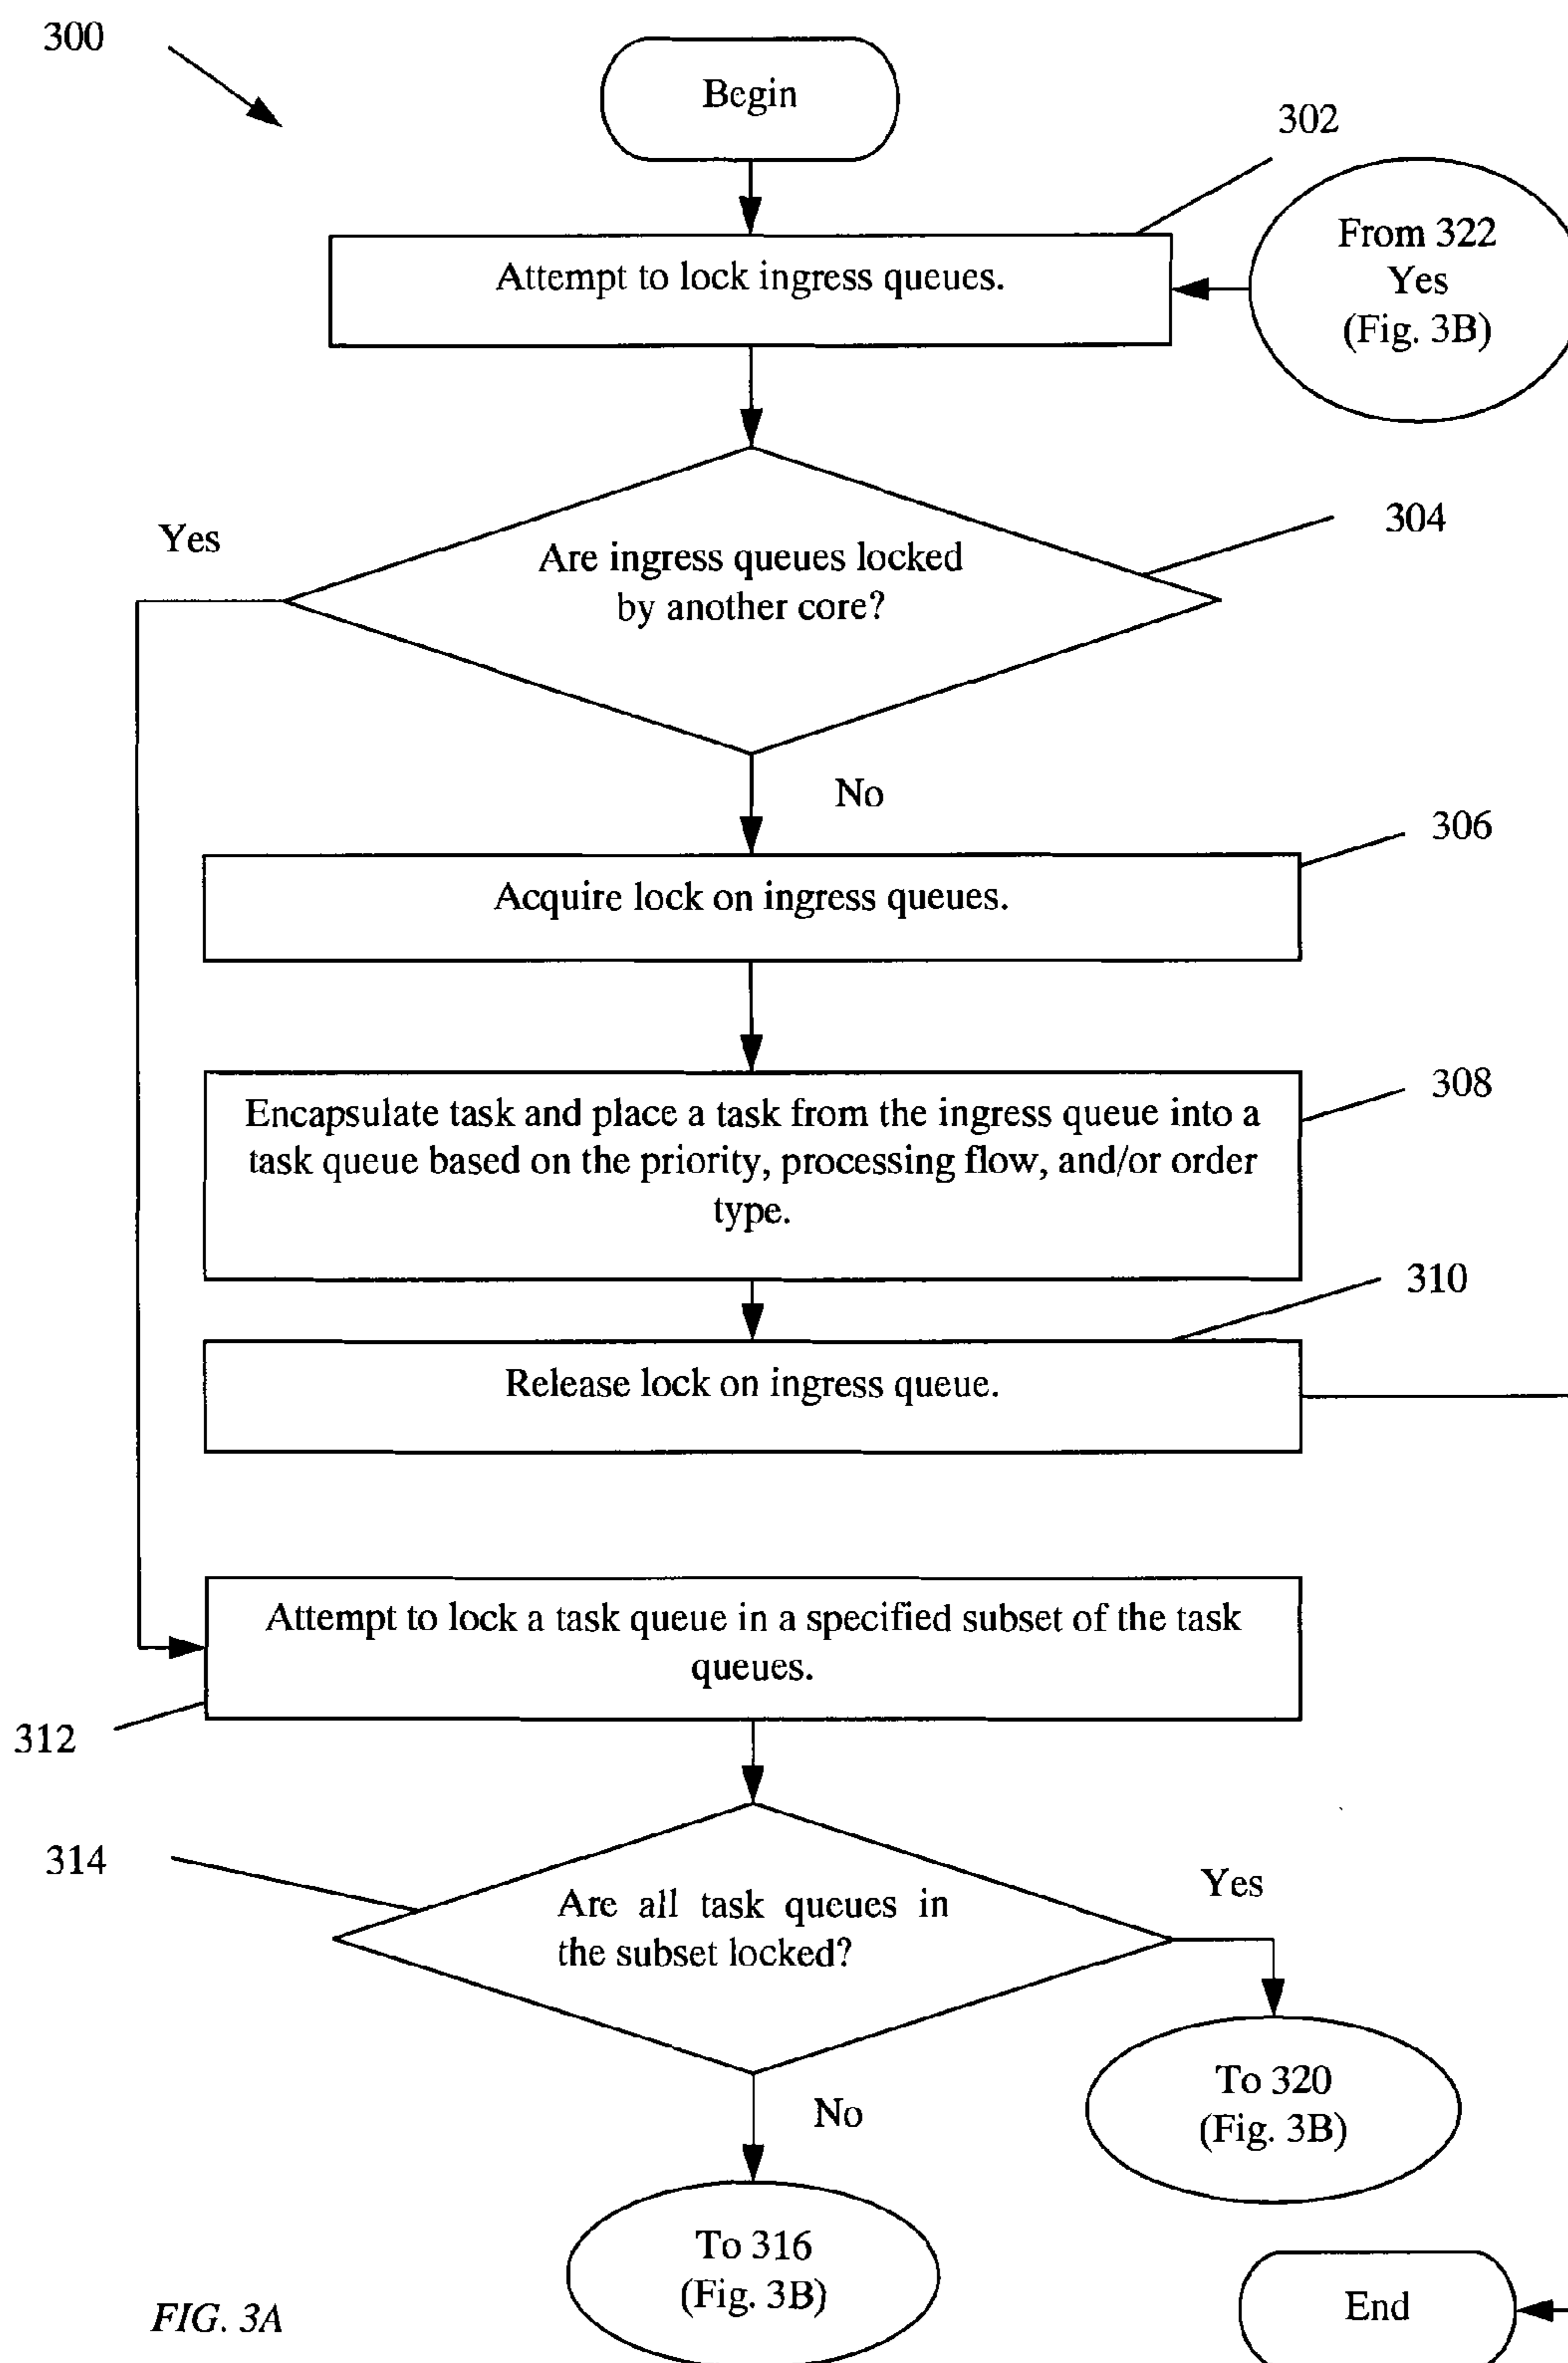 300
Begin
302
From 322
Yes
(Fig. 3B)
Attempt to lock ingress queues.
304
Yes
Are ingress queues locked
by another core?
No
306
Acquire lock on ingress queues.
308
Encapsulate task and place a task from the ingress queue into a
task queue based on the priority, processing flow, and/or order
type.
310
Release lock on ingress queue.
Attempt to lock a task queue in a specified subset of the task
queues.
312
314
Are all task queues in
the subset locked?
Yes
To 320
(Fig. 3B)
No
To 316
(Fig. 3B)
End
FIG. 3A